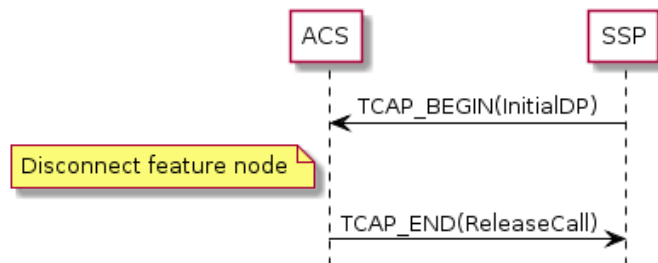 ACS
SSP
TCAP_BEGIN(InitialDP)
Disconnect feature node
TCAP_END(ReleaseCall)